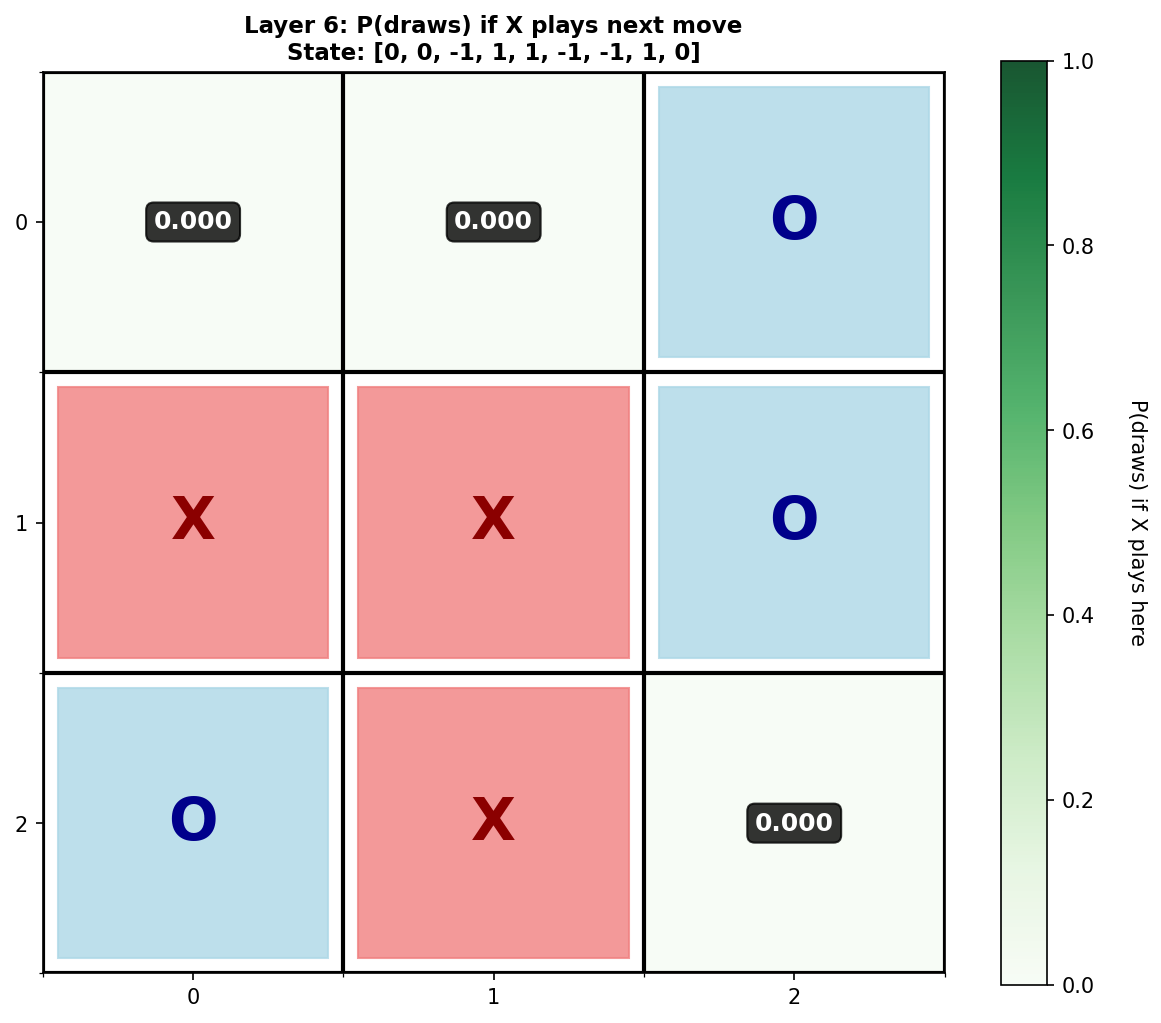 Layer 6: P(draws) if X plays next move
State: [0, 0, -1, 1, 1, -1, -1, 1, 0]
0
0.000
0.000
O
1
X
X
O
2
O
X
0.000
0
1
2
1.0
0.8
0.6
0.4
0.2
0.0
P(draws) if X plays here